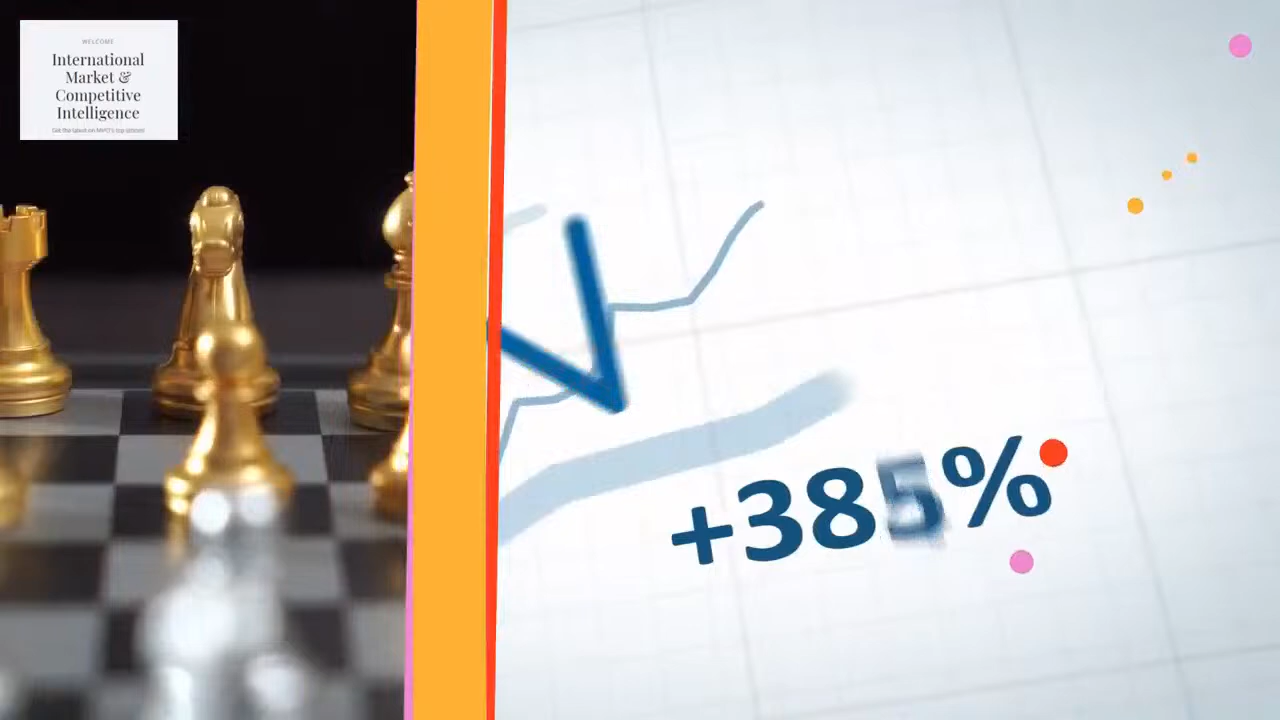 WELCOME
International
Market &
Competitive
Intelligence
+385%